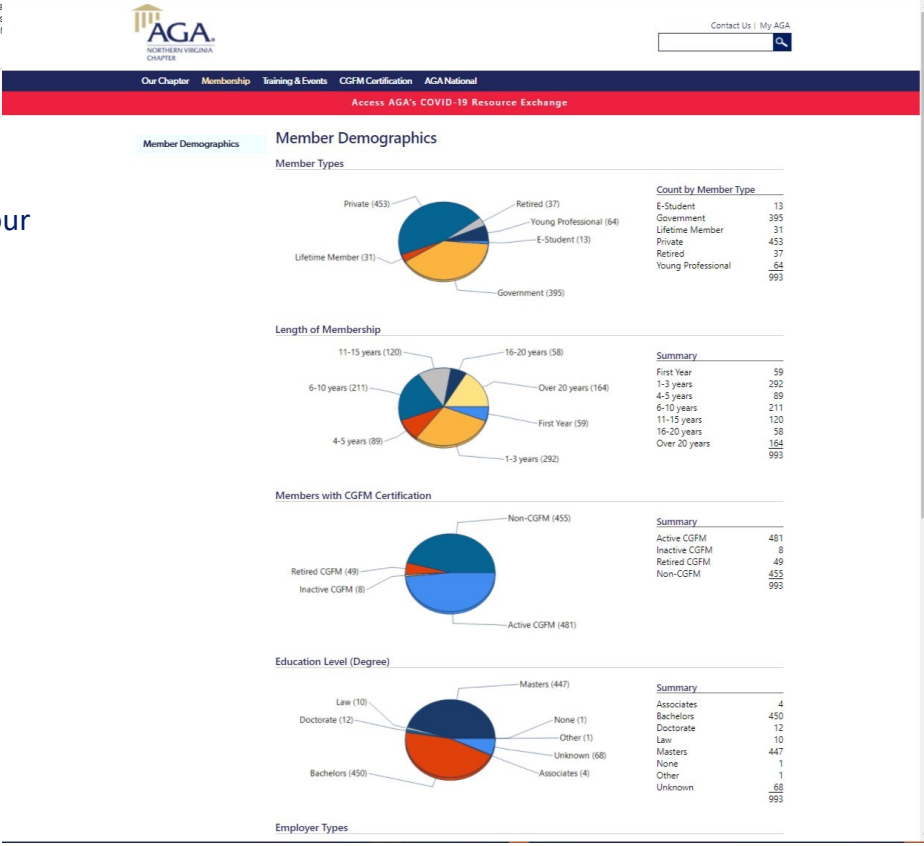 AGA.
NORTHERN VIRGINIA
CHAPTER
Contact Us | My AGA
Our Chapter Membership Training & Events CGFM Certification AGA National
Access AGA's COVID-19 Resource Exchange
Member Demographics
Member Demographics
Member Types
Private (453)
Retired (37)
Young Professional (64)
E-Student (13)
Lifetime Member (31)
Government (395)
Count by Member Type
E-Student 13
Government 395
Lifetime Member 31
Private 453
Retired 37
Young Professional 64
993
our
Length of Membership
11-15 years (120)
16-20 years (58)
6-10 years (211)
Over 20 years (164)
First Year (59)
4-5 years (89)
1-3 years (292)
Summary
First Year 59
1-3 years 292
4-5 years 89
6-10 years 211
11-15 years 120
16-20 years 58
Over 20 years 164
993
Members with CGFM Certification
Non-CGFM (455)
Retired CGFM (49)
Inactive CGFM (8)
Active CGFM (481)
Summary
Active CGFM 481
Inactive CGFM 8
Retired CGFM 49
Non-CGFM 455
993
Education Level (Degree)
Masters (447)
Law (10)
Doctorate (12)
None (1)
Other (1)
Unknown (68)
Bachelors (450)
Associates (4)
Summary
Associates 4
Bachelors 450
Doctorate 12
Law 10
Masters 447
None 1
Other 1
Unknown 68
993
Employer Types